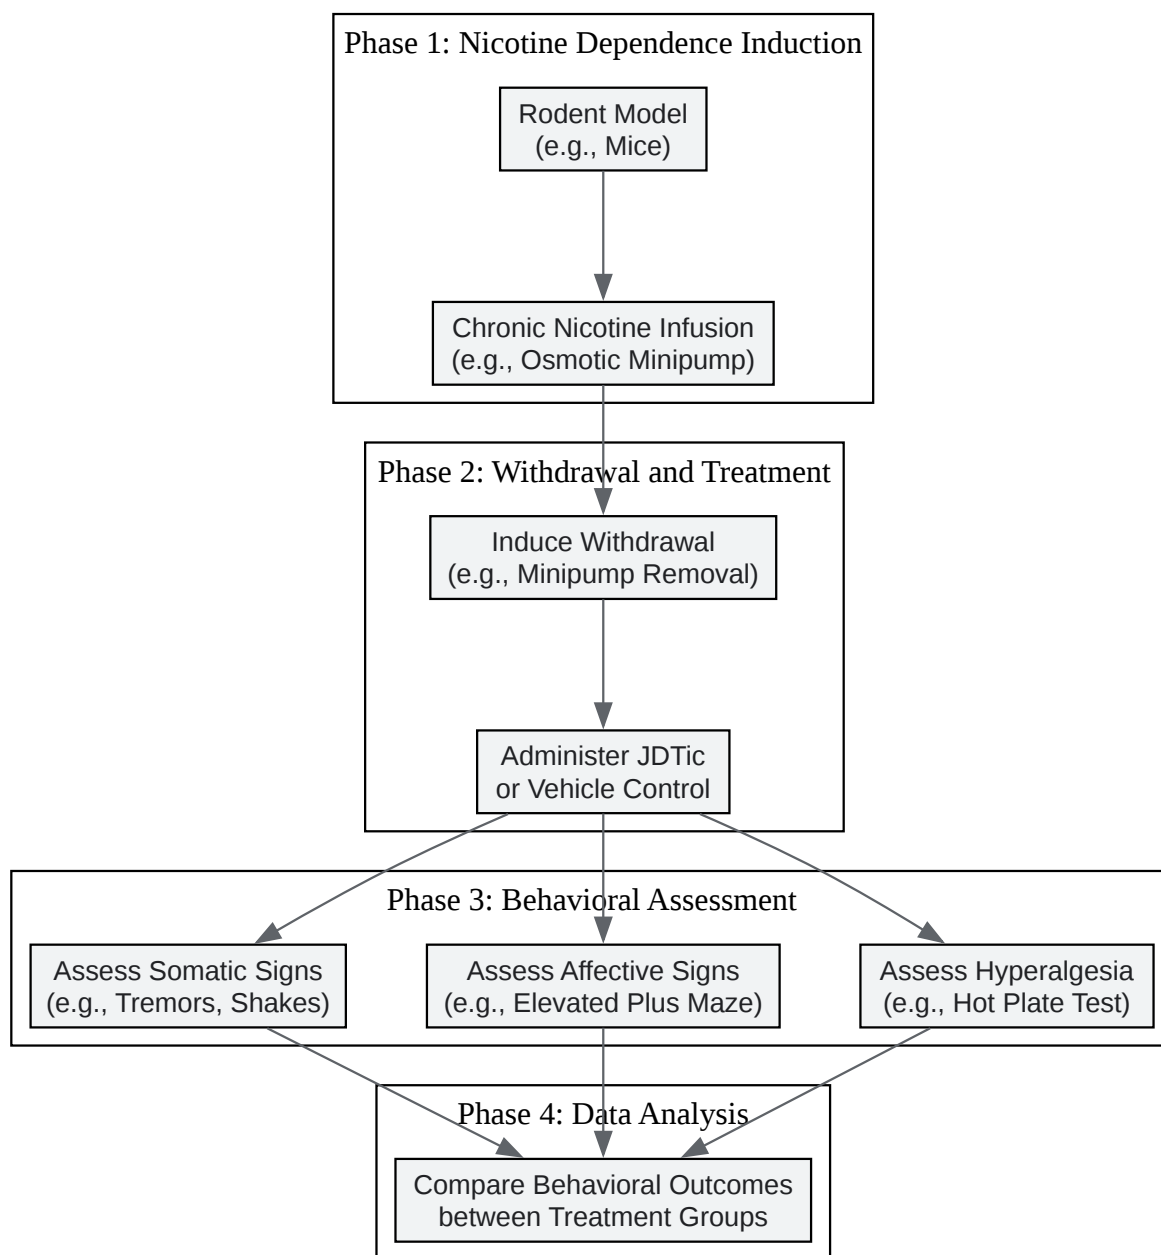 Phase 1: Nicotine Dependence Induction
Rodent Model
(e.g., Mice)
Chronic Nicotine Infusion
(e.g., Osmotic Minipump)
Phase 2: Withdrawal and Treatment
Induce Withdrawal
(e.g., Minipump Removal)
Administer JDTic
or Vehicle Control
Phase 3: Behavioral Assessment
Assess Somatic Signs
(e.g., Tremors, Shakes)
Assess Affective Signs
(e.g., Elevated Plus Maze)
Assess Hyperalgesia
(e.g., Hot Plate Test)
Phase 4: Data Analysis
Compare Behavioral Outcomes
between Treatment Groups